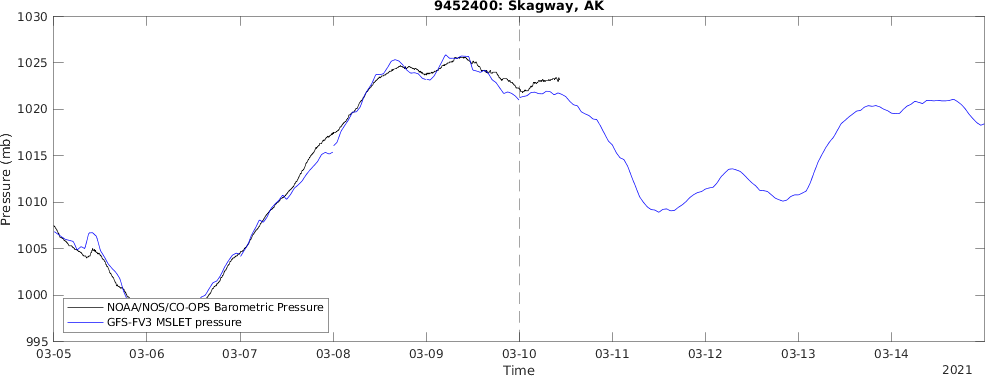 9452400: Skagway, AK
1030
1025
1020
1015
1010
1005
1000
995
Pressure (mb)
NOAA/NOS/CO-OPS Barometric Pressure
GFS-FV3 MSLET pressure
03-05 03-06 03-07 03-08 03-09 03-10 03-11 03-12 03-13 03-14
Time
2021